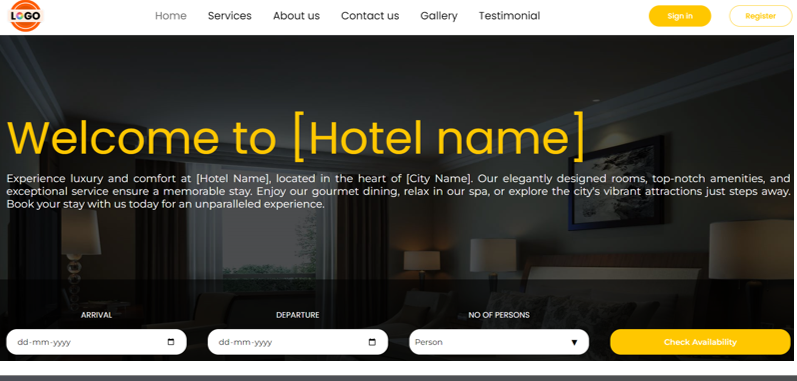 LOGO
Home Services About us Contact us Gallery Testimonial
Sign in
Register
Welcome to [Hotel name]
Experience luxury and comfort at [Hotel Name], located in the heart of [City Name]. Our elegantly designed rooms, top-notch amenities, and
exceptional service ensure a memorable stay. Enjoy our gourmet dining, relax in our spa, or explore the city's vibrant attractions just steps away.
Book your stay with us today for an unparalleled experience.
ARRIVAL DEPARTURE NO OF PERSONS
dd-mm-yyyy dd-mm-yyyy Person Check Availability